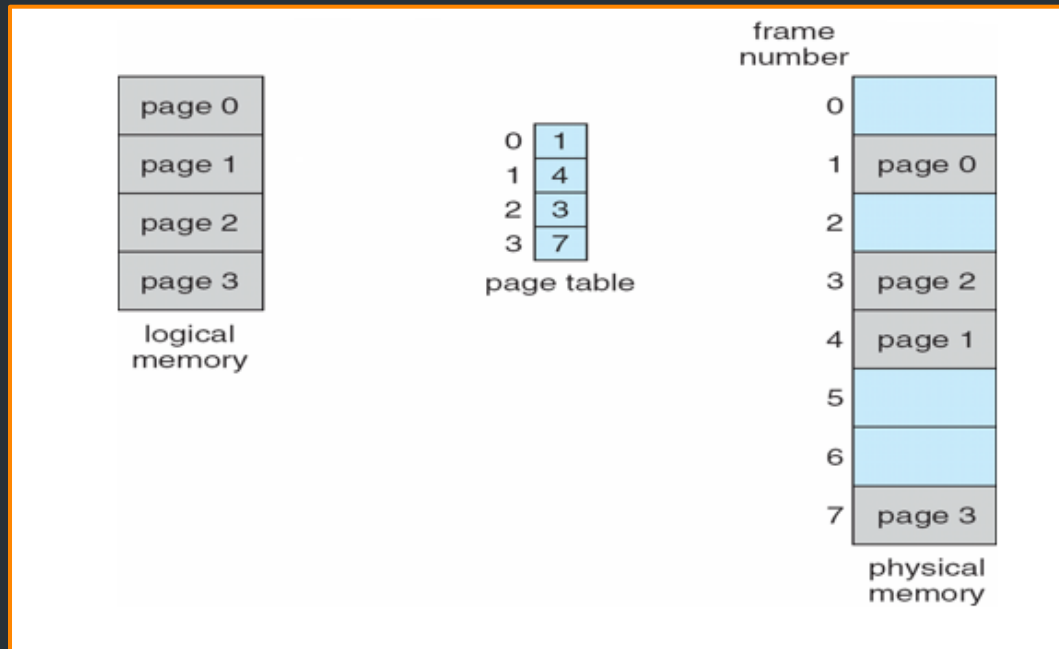 page 0
page 1
page 2
page 3
logical
memory
0 1
1 4
2 3
3 7
page table
frame
number
0
1 page 0
2
3 page 2
4 page 1
5
6
7 page 3
physical
memory